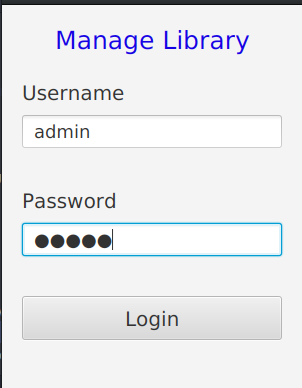 Manage Library
Username
admin
Password
●●●●●
Login